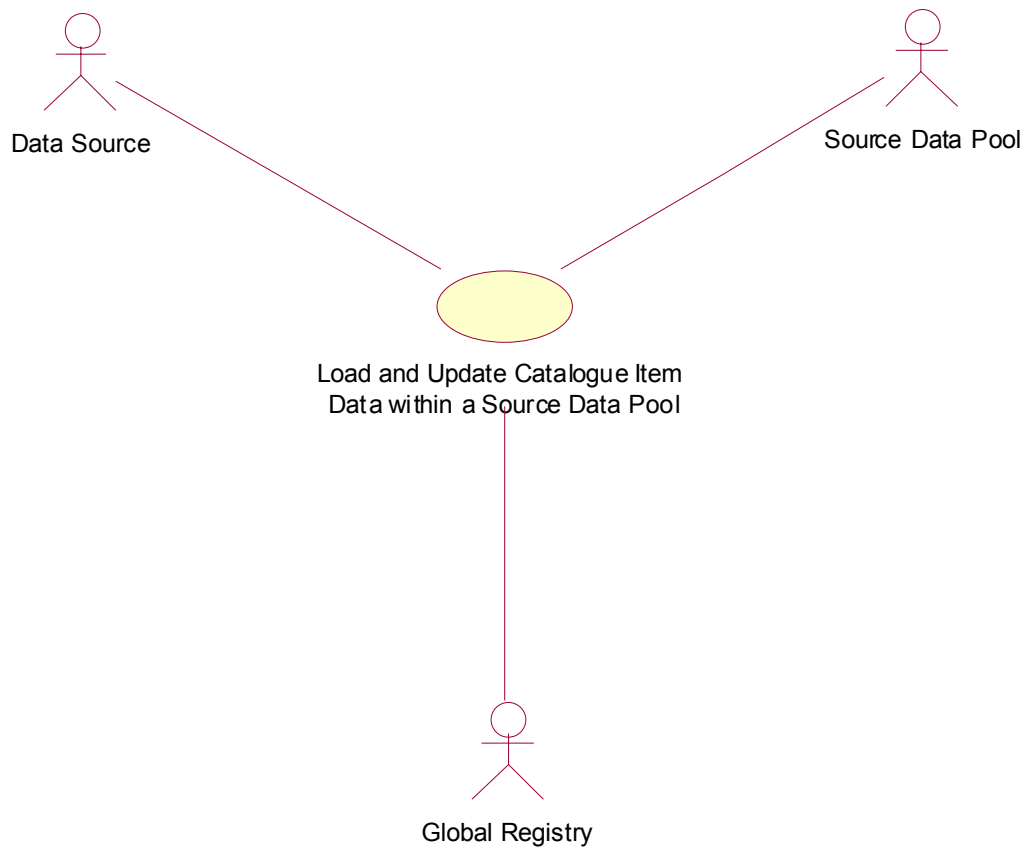 Data Source
Source Data Pool
Load and Update Catalogue Item
Data within a Source Data Pool
Global Registry